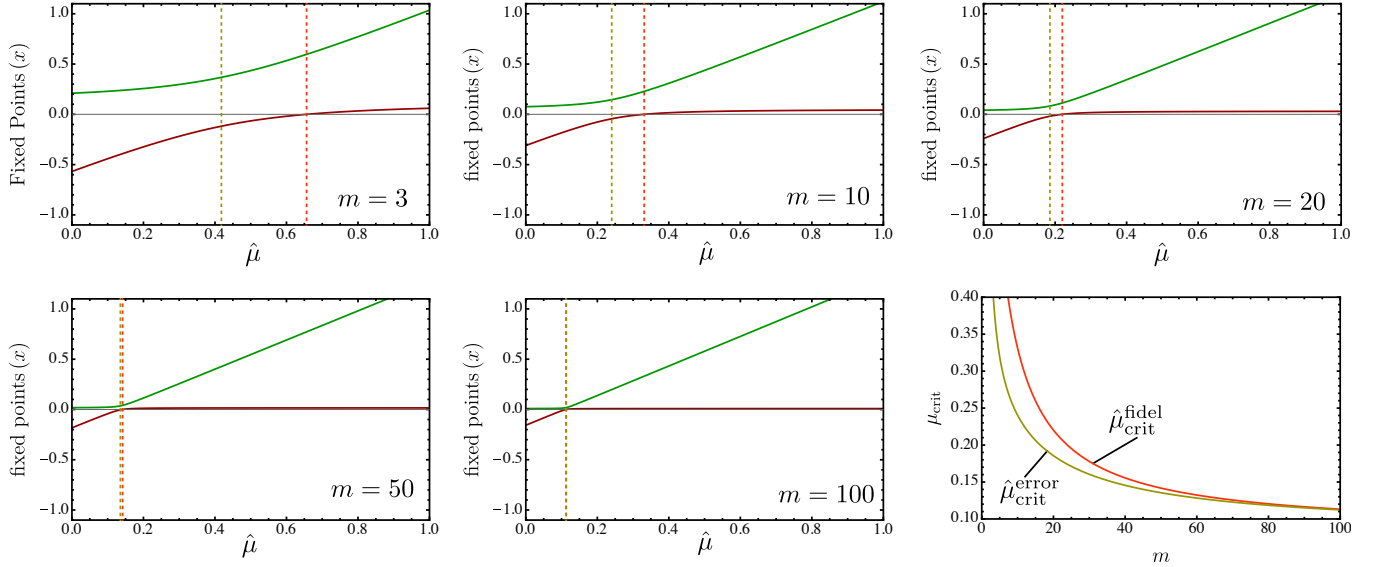 Fixed Points (x)
1.0
0.5
0.0
−0.5
−1.0
m = 3
0.0 0.2 0.4 0.6 0.8 1.0
μ̂
fixed points (x)
1.0
0.5
0.0
−0.5
−1.0
m = 10
0.0 0.2 0.4 0.6 0.8 1.0
μ̂
fixed points (x)
1.0
0.5
0.0
−0.5
−1.0
m = 20
0.0 0.2 0.4 0.6 0.8 1.0
μ̂
fixed points (x)
1.0
0.5
0.0
−0.5
−1.0
m = 50
0.0 0.2 0.4 0.6 0.8 1.0
μ̂
fixed points (x)
1.0
0.5
0.0
−0.5
−1.0
m = 100
0.0 0.2 0.4 0.6 0.8 1.0
μ̂
μcrit
0.40
0.35
0.30
0.25
0.20
0.15
0.10
μ̂ fidel crit
μ̂ error crit
0 20 40 60 80 100
m